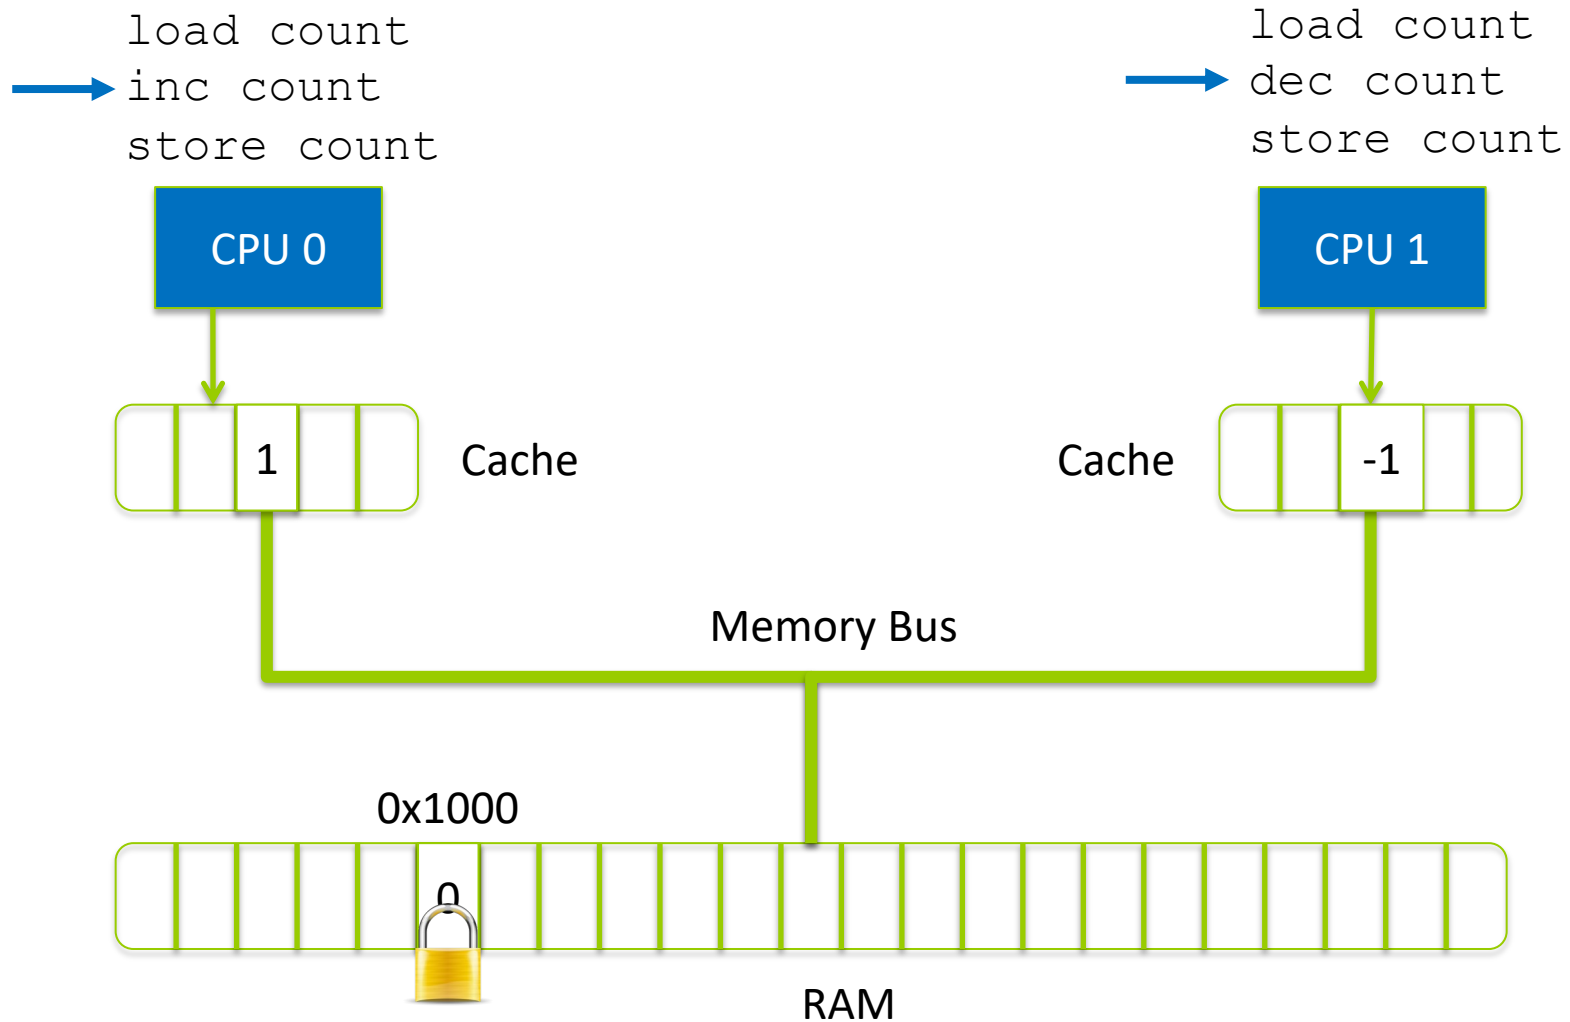 load count
inc count
store count
load count
dec count
store count
CPU 0
CPU 1
1
Cache
Cache
-1
Memory Bus
0x1000
0
RAM